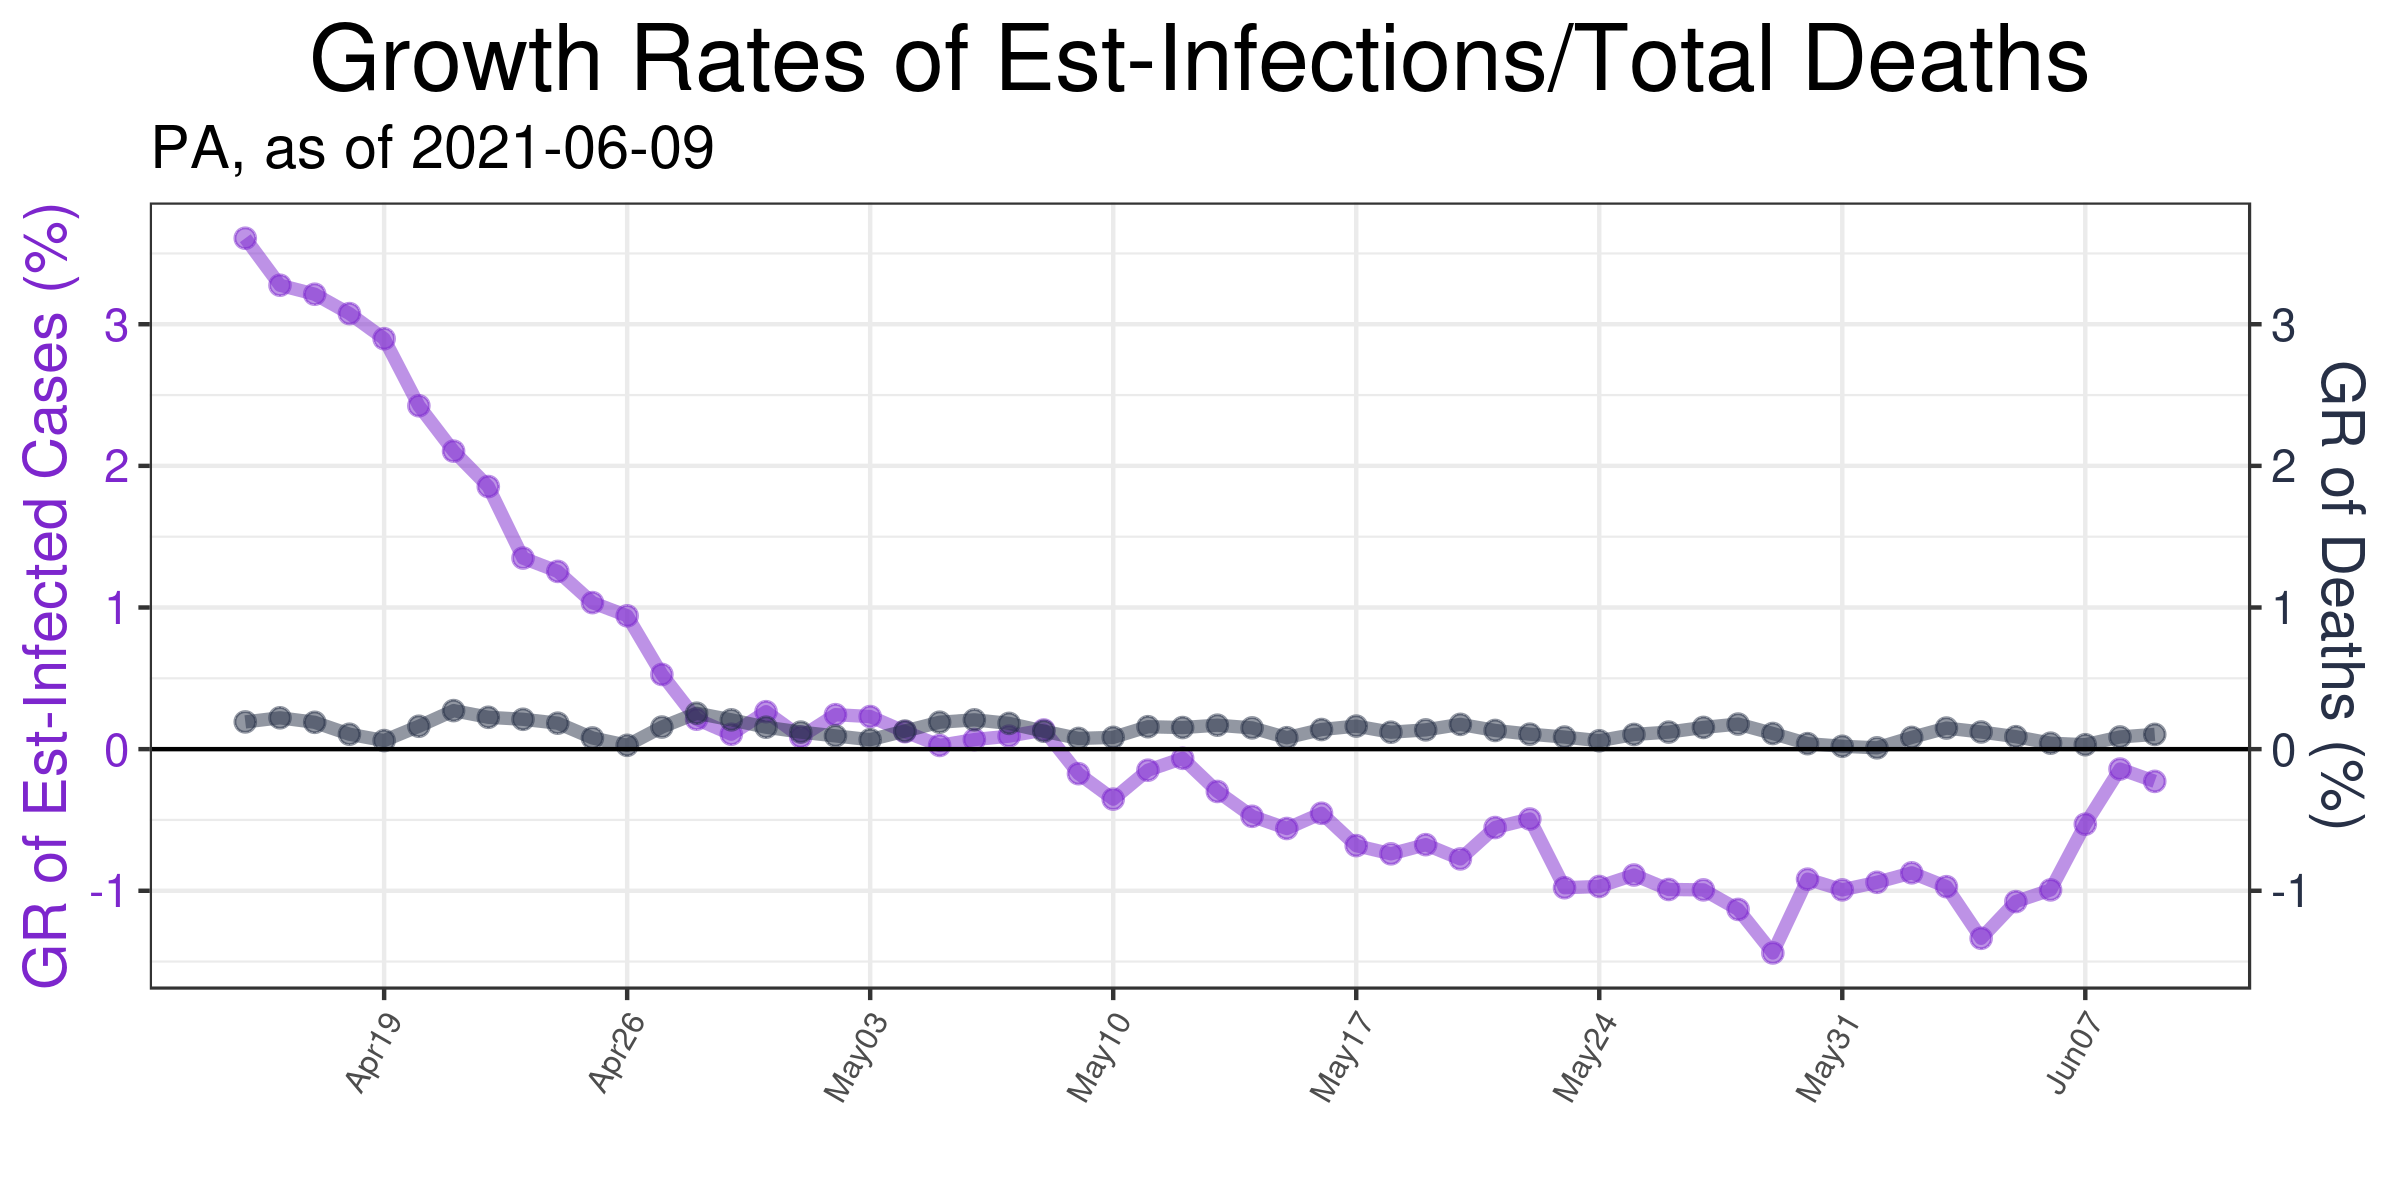 Growth Rates of Est-Infections/Total Deaths
PA, as of 2021-06-09
GR of Est-Infected Cases (%)
3
2
1
0
-1
3
2
1
0
-1
GR of Deaths (%)
Apr19
Apr26
May03
May10
May17
May24
May31
Jun07